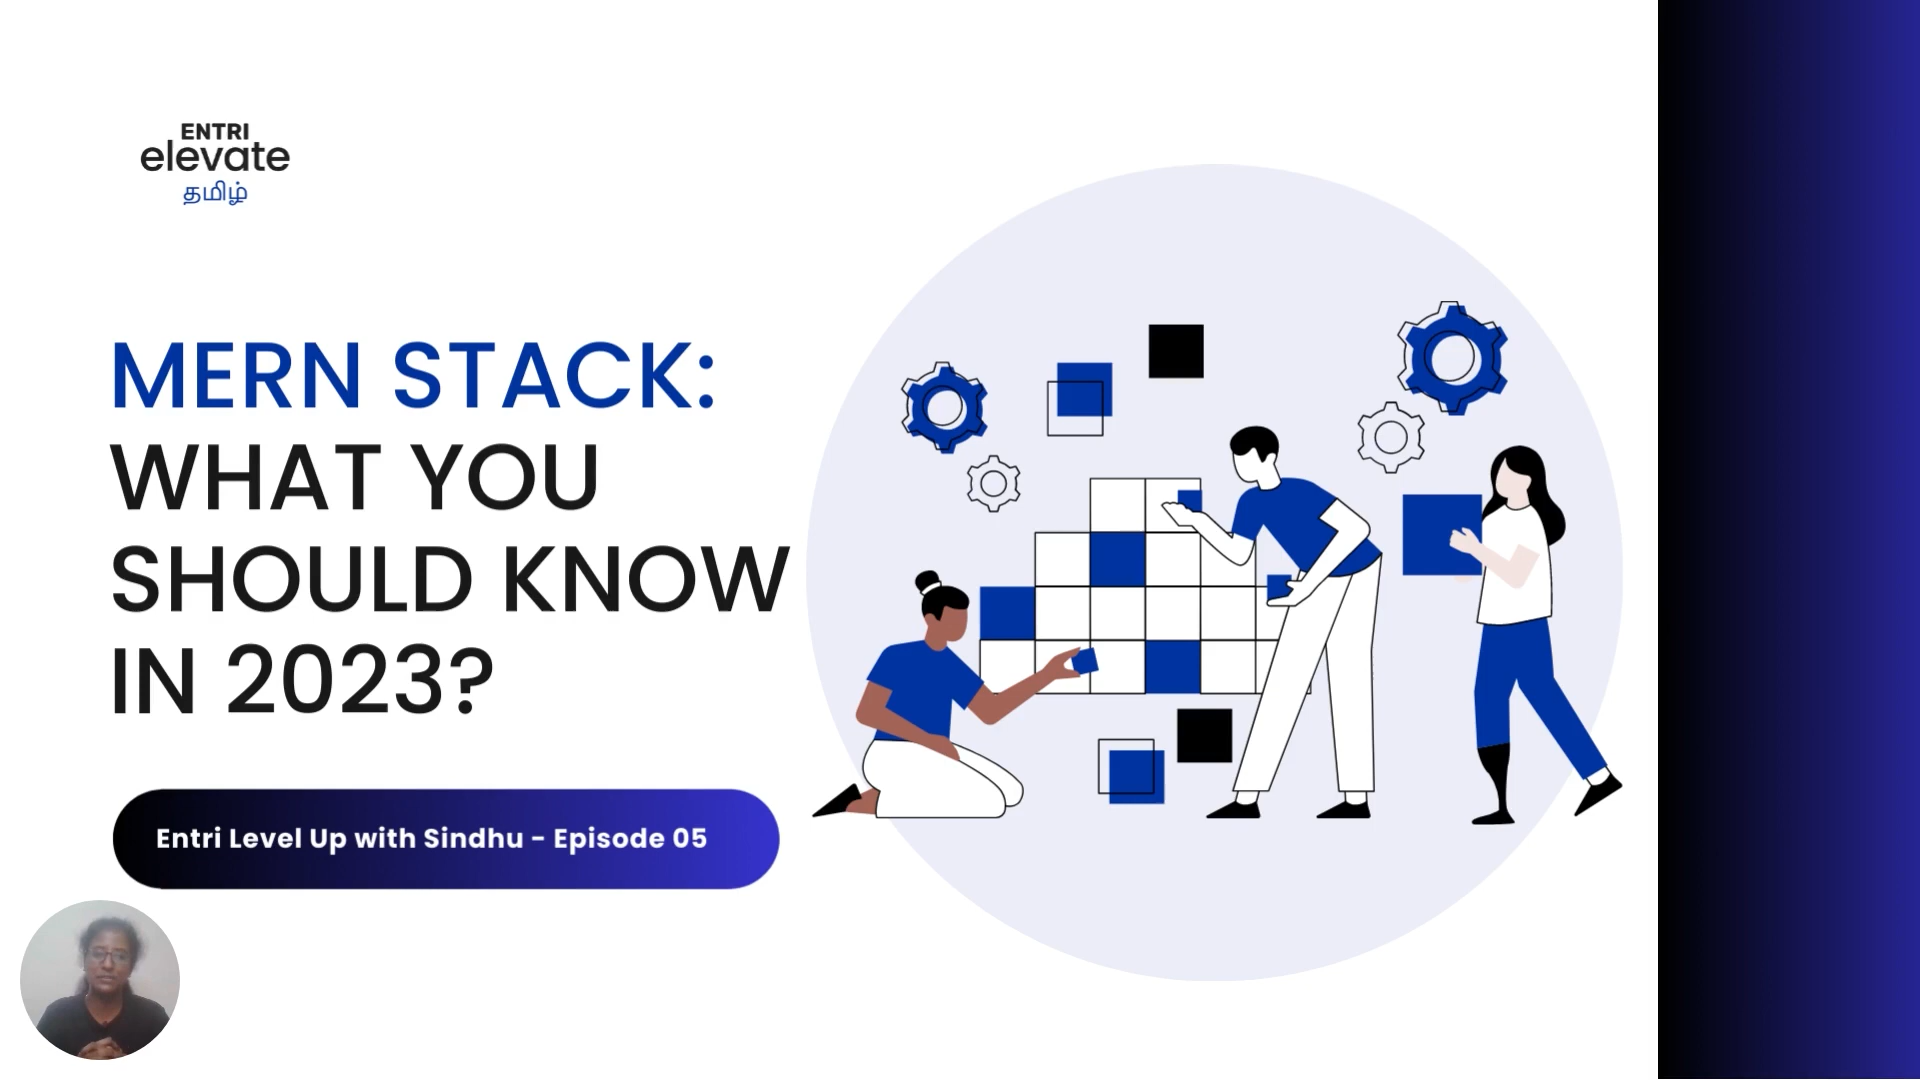 ENTRI
elevate
தமிழ்
MERN STACK:
WHAT YOU
SHOULD KNOW
IN 2023?
Entri Level Up with Sindhu - Episode 05